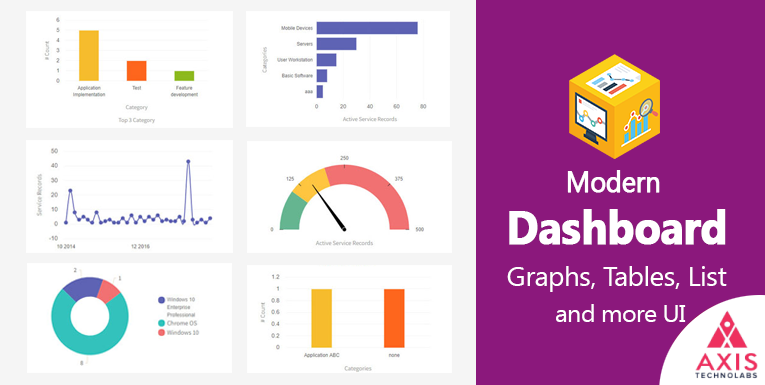 6
5
4
3
2
1
0
# Count
Application
Implementation
Test
Feature
development
Category
Top 3 Category
Categories
Mobile Devices
Servers
User Workstation
Basic Software
0
20
40
60
80
Active Service Records
Service Records
50
40
30
20
10
0
-10
10 2014
12 2016
0
125
250
375
500
Active Service Records
2
1
6
Windows 10
Enterprise
Professional
Chrome OS
Windows 10
# Count
1.2
1
0.8
0.6
0.4
0.2
0
Application ABC
none
Categories
Modern
Dashboard
Graphs, Tables, List
and more UI
AXIS
TECHNOLABS